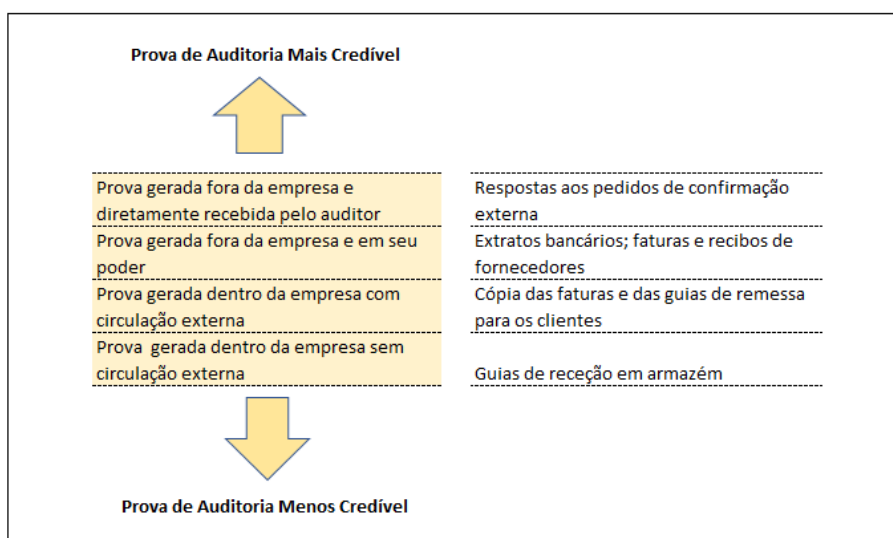 Prova de Auditoria Mais Credível
Prova gerada fora da empresa e
diretamente recebida pelo auditor
Respostas aos pedidos de confirmação
externa
Prova gerada fora da empresa e em seu
poder
Extratos bancários; faturas e recibos de
fornecedores
Prova gerada dentro da empresa com
circulação externa
Cópia das faturas e das guias de remessa
para os clientes
Prova gerada dentro da empresa sem
circulação externa
Guias de receção em armazém
Prova de Auditoria Menos Credível